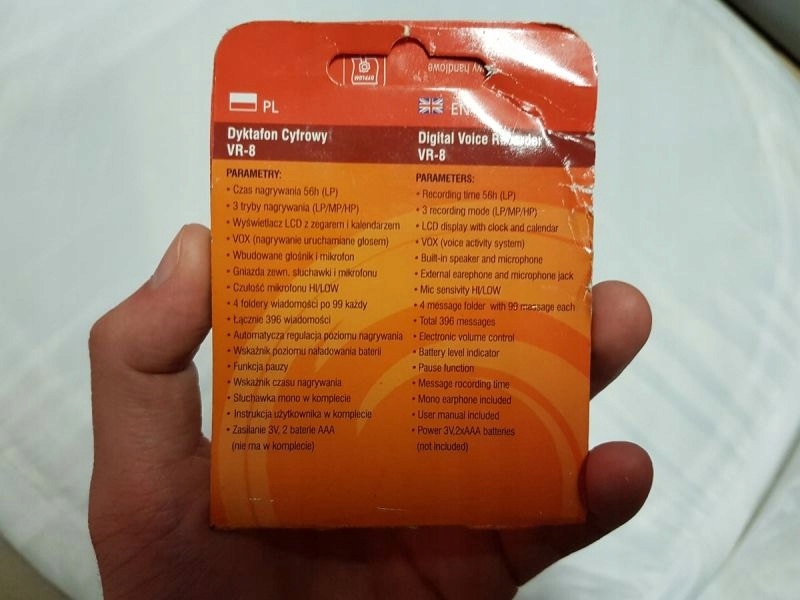 DYPLOM
wy handlowe
PL
Dyktafon Cyfrowy
VR-8
PARAMETRY:
• Czas nagrywania 56h (LP)
• 3 tryby nagrywania (LP/MP/HP)
• Wyświetlacz LCD z zegarem i kalendarzem
• VOX (nagrywanie uruchamiane głosem)
• Wbudowane głośnik i mikrofon
• Gniazda zewn. słuchawki i mikrofonu
• Czułość mikrofonu HI/LOW
• 4 foldery wiadomości po 99 każdy
• Łącznie 396 wiadomości
• Automatycza regulacja poziomu nagrywania
• Wskaźnik poziomu naładowania baterii
• Funkcja pauzy
• Wskaźnik czasu nagrywania
• Słuchawka mono w komplecie
• Instrukcja użytkownika w komplecie
• Zasilanie 3V, 2 baterie AAA
(nie ma w komplecie)
EN
Digital Voice Recorder
VR-8
PARAMETERS:
• Recording time 56h (LP)
• 3 recording mode (LP/MP/HP)
• LCD display with clock and calendar
• VOX (voice activity system)
• Built-in speaker and microphone
• External earephone and microphone jack
• Mic sensivity HI/LOW
• 4 message folder with 99 message each
• Total 396 messages
• Electronic volume control
• Battery level indicator
• Pause function
• Message rocording time
• Mono earphone included
• User manual included
• Power 3V,2xAAA batteries
(not included)